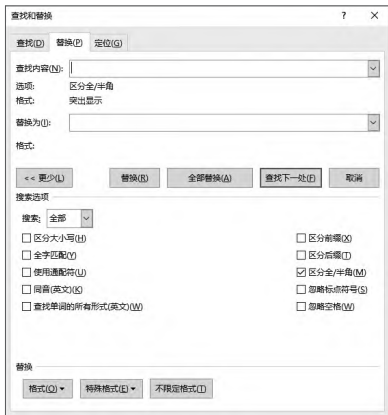 查找和替换 ? ×
查找(D) 替换(P) 定位(G)
查找内容(N):
选项: 区分全/半角
格式: 突出显示
替换为(I):
格式:
<< 更少(L) 替换(R) 全部替换(A) 查找下一处(F) 取消
搜索选项
搜索: 全部
区分大小写(H) 区分前缀(X)
全字匹配(Y) 区分后缀(T)
使用通配符(U) 区分全/半角(M)
同音(英文)(K) 忽略标点符号(S)
查找单词的所有形式(英文)(W) 忽略空格(W)
替换
格式(O) 特殊格式(E) 不限定格式(T)